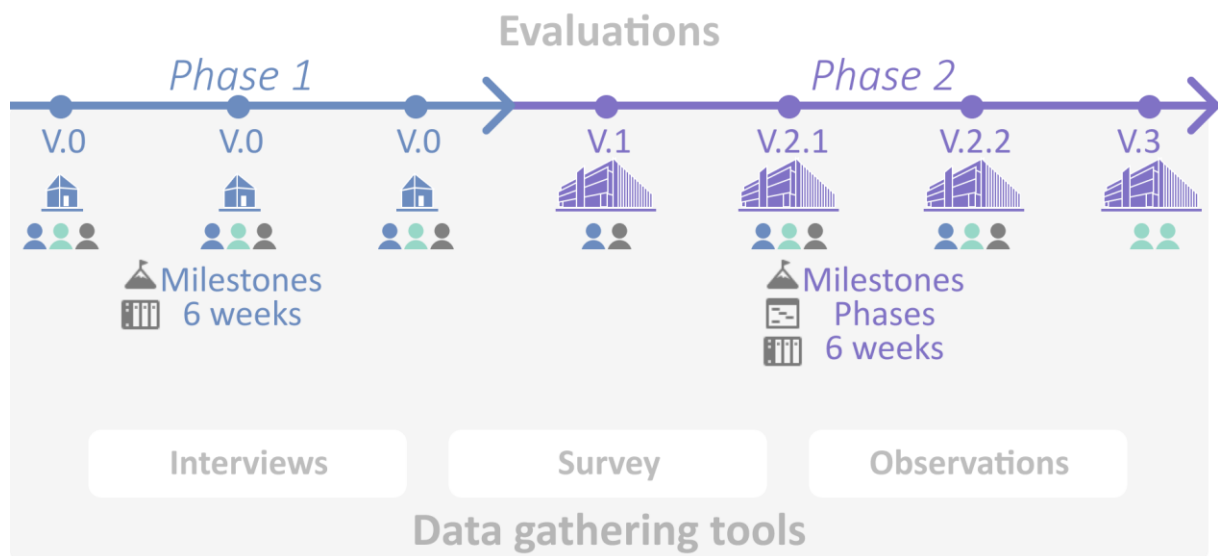 Evaluations
Phase 1
Phase 2
V.0
V.0
V.0
V.1
V.2.1
V.2.2
V.3
Milestones
6 weeks
Milestones
Phases
6 weeks
Interviews
Survey
Observations
Data gathering tools